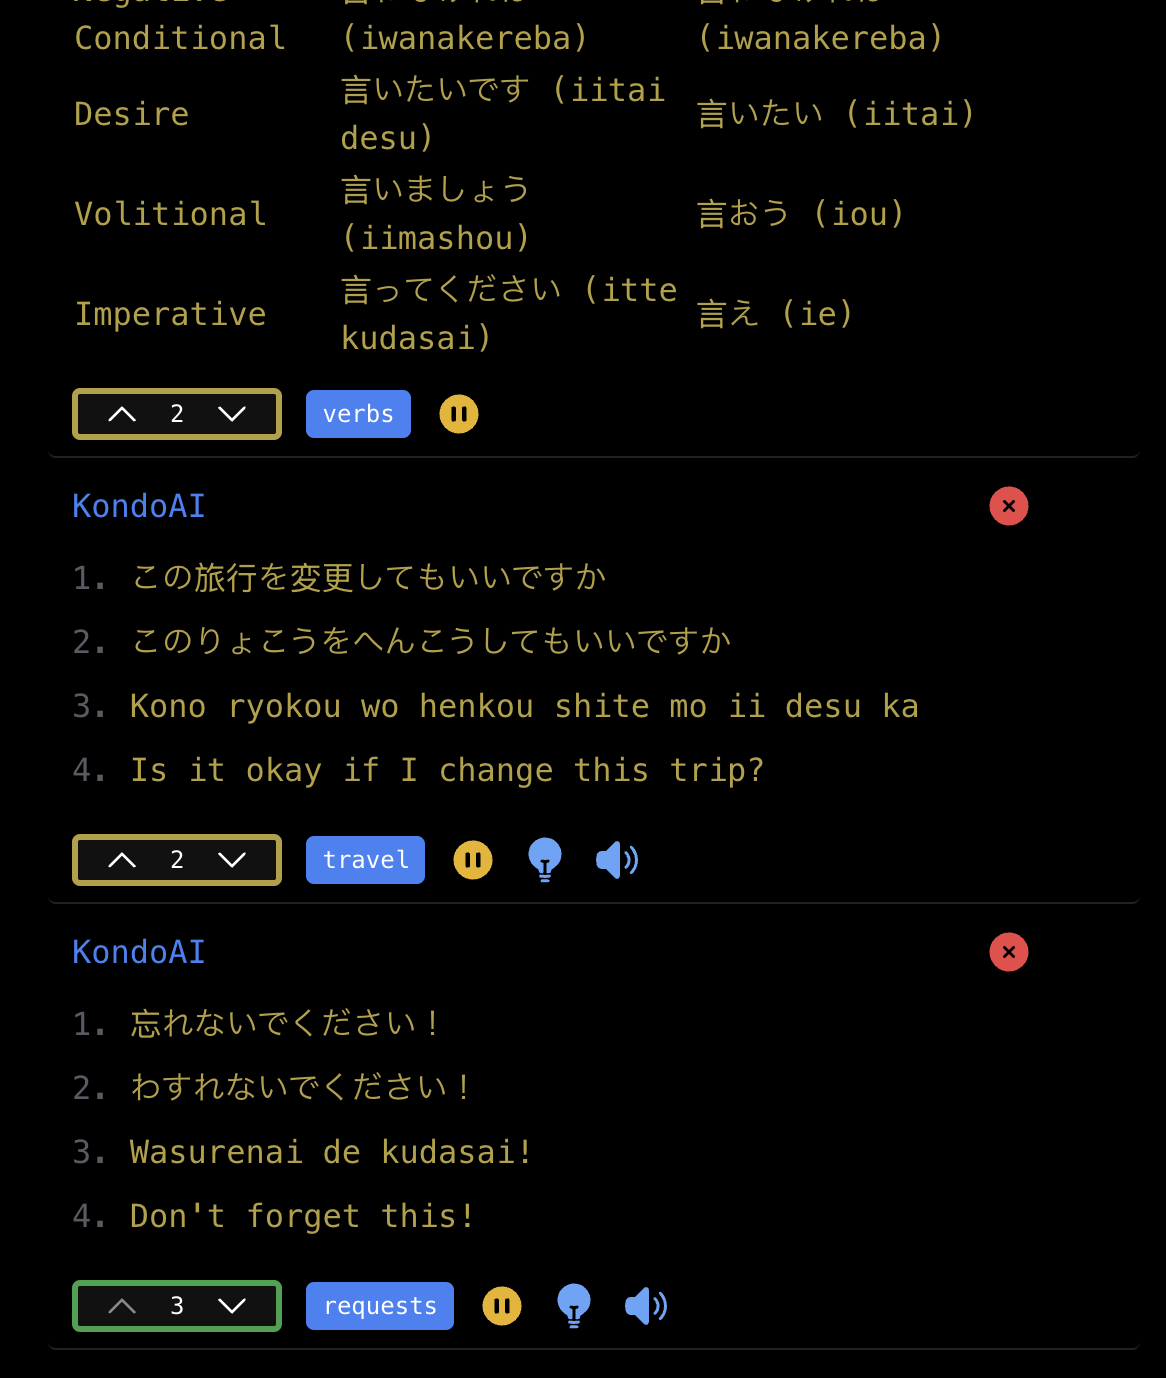 Conditional (iwanakereba) (iwanakereba)
Desire 言いたいです (iitai desu) 言いたい (iitai)
Volitional 言いましょう (iimashou) 言おう (iou)
Imperative 言ってください (itte kudasai) 言え (ie)
2 verbs
KondoAI
1. この旅行を変更してもいいですか
2. このりょこうをへんこうしてもいいですか
3. Kono ryokou wo henkou shite mo ii desu ka
4. Is it okay if I change this trip?
2 travel
KondoAI
1. 忘れないでください！
2. わすれないでください！
3. Wasurenai de kudasai!
4. Don't forget this!
3 requests